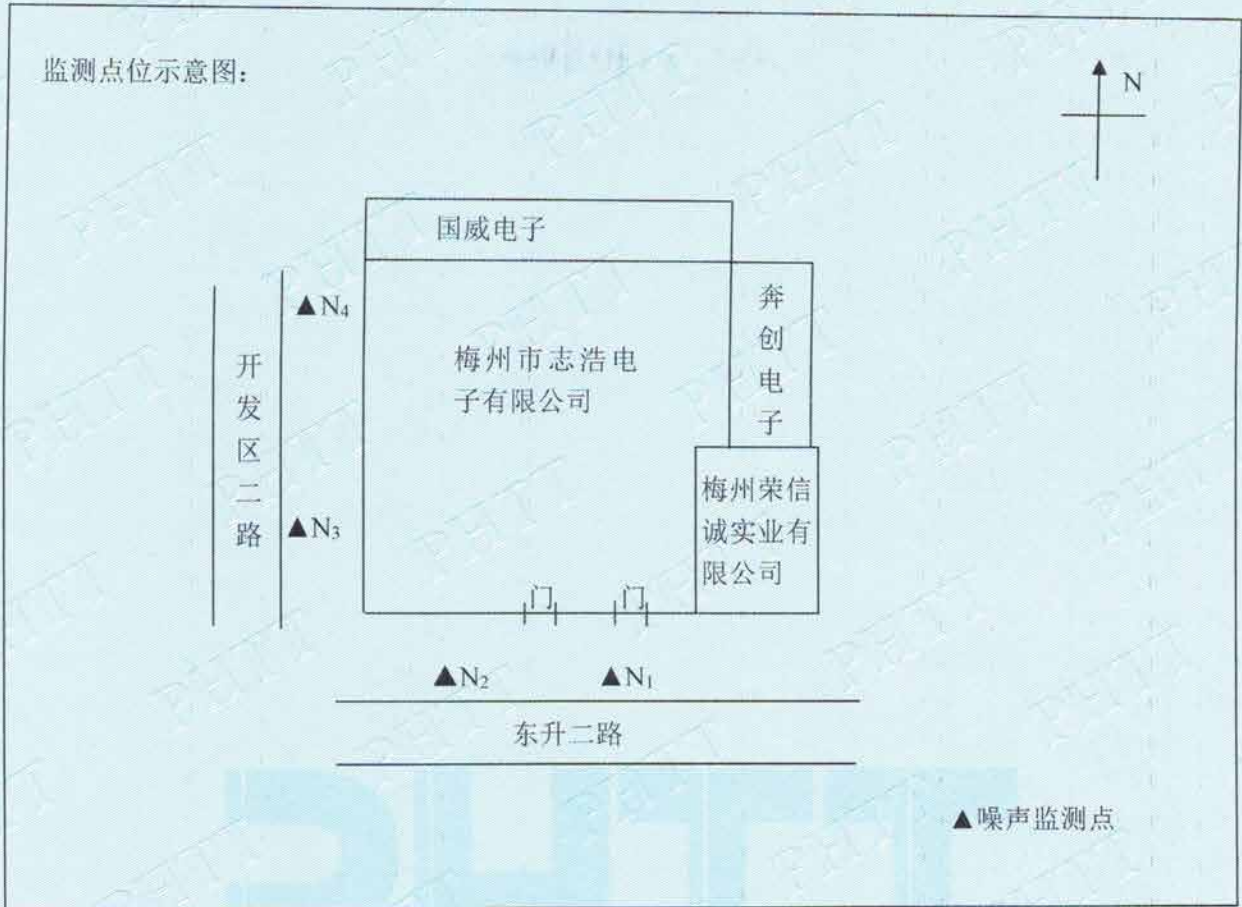 监测点位示意图：
N
国威电子
▲N₄
奔创电子
梅州市志浩电
子有限公司
开发区二路
▲N₃
梅州荣信
诚实业有
限公司
门
门
▲N₂
▲N₁
东升二路
▲噪声监测点
PHTT